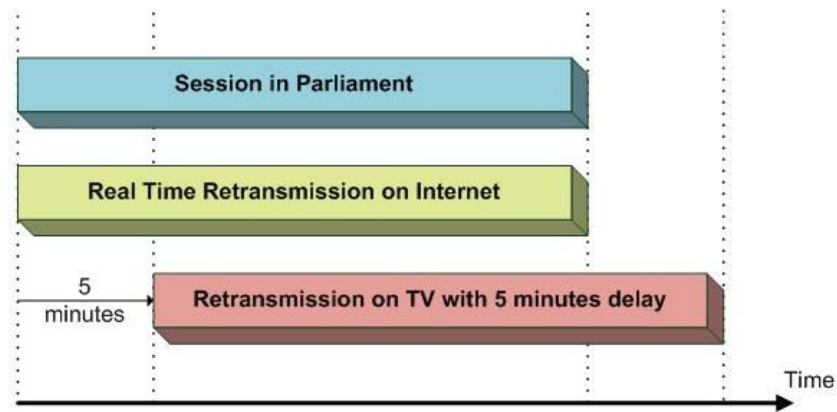 Session in Parliament
Real Time Retransmission on Internet
5
minutes
Retransmission on TV with 5 minutes delay
Time